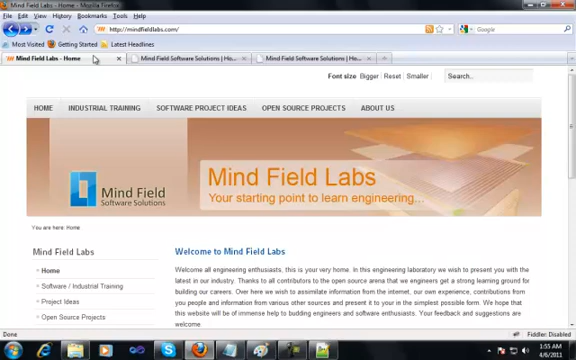 Mind Field Labs - Home - Mozilla Firefox
File Edit View History Bookmarks Tools Help
http://mindfieldlabs.com/
Google
Most Visited Getting Started Latest Headlines
Mind Field Labs - Home
Mind Field Software Solutions | Ho...
Mind Field Software Solutions | Ho...
Font size Bigger | Reset | Smaller
Search..
HOME INDUSTRIAL TRAINING SOFTWARE PROJECT IDEAS OPEN SOURCE PROJECTS ABOUT US
Mind Field
Software Solutions
Mind Field Labs
Your starting point to learn engineering...
You are here: Home
Mind Field Labs
Home
Software / Industrial Training
Project Ideas
Open Source Projects
Welcome to Mind Field Labs
Welcome all engineering enthusiasts, this is your very home. In this engineering laboratory we wish to present you with the
latest in our industry. Thanks to all contributors to the open source arena that we engineers get a strong learning ground for
building our careers. Over here we wish to assimilate information from the internet, our own experience, contributions from
you people and information from various other sources and present it to you in the simplest possible form. We hope that
this website will be of immense help to budding engineers and software enthusiasts. Your feedback and suggestions are
welcome
Done
Fiddler: Disabled
1:55 AM
4/6/2011